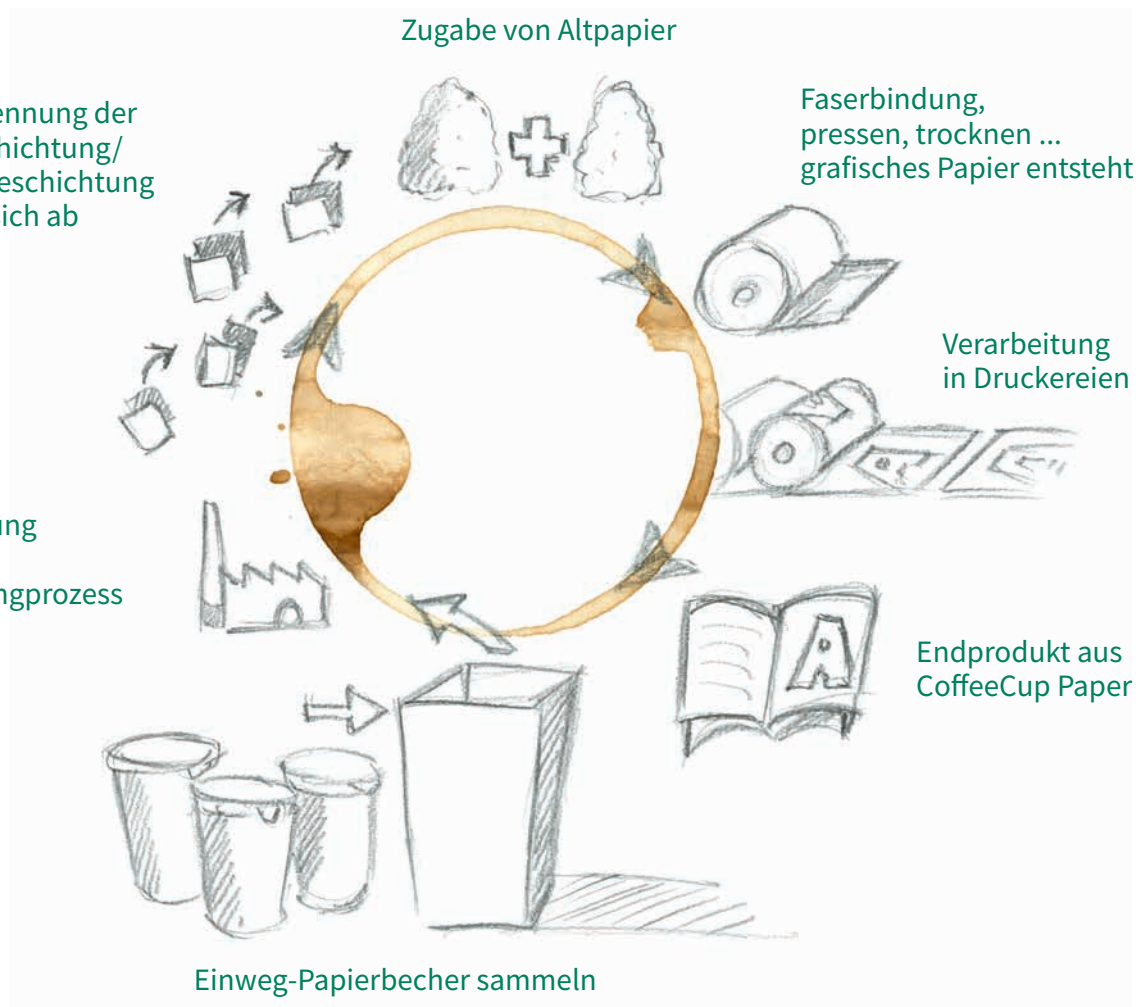 Zugabe von Altpapier
ennung der
hichtung/
eschichtung
sich ab
Faserbindung,
pressen, trocknen ...
grafisches Papier entsteht
Verarbeitung
in Druckereien
ung
ngprozess
Endprodukt aus
CoffeeCup Paper
A
Einweg-Papierbecher sammeln